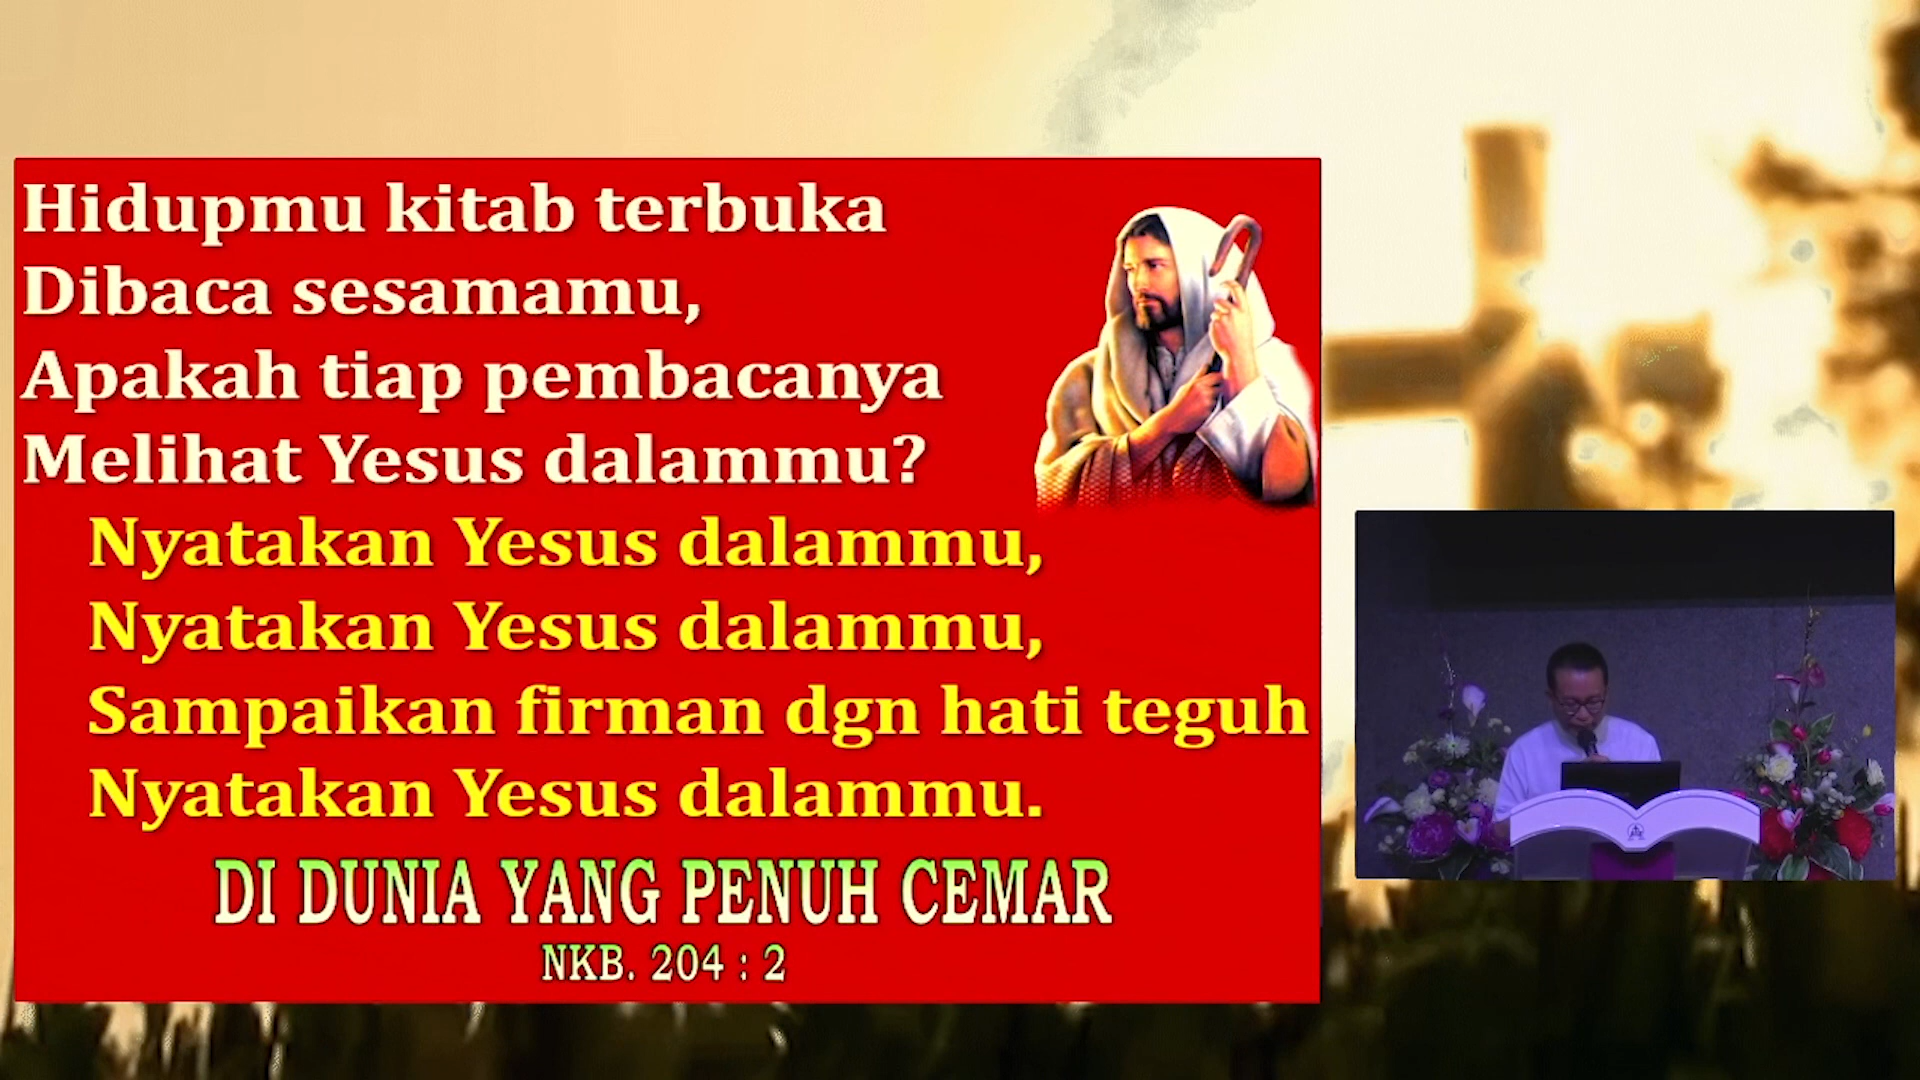 Hidupmu kitab terbuka
Dibaca sesamamu,
Apakah tiap pembacanya
Melihat Yesus dalammu?
Nyatakan Yesus dalammu,
Nyatakan Yesus dalammu,
Sampaikan firman dgn hati teguh
Nyatakan Yesus dalammu.
DI DUNIA YANG PENUH CEMAR
NKB. 204 : 2